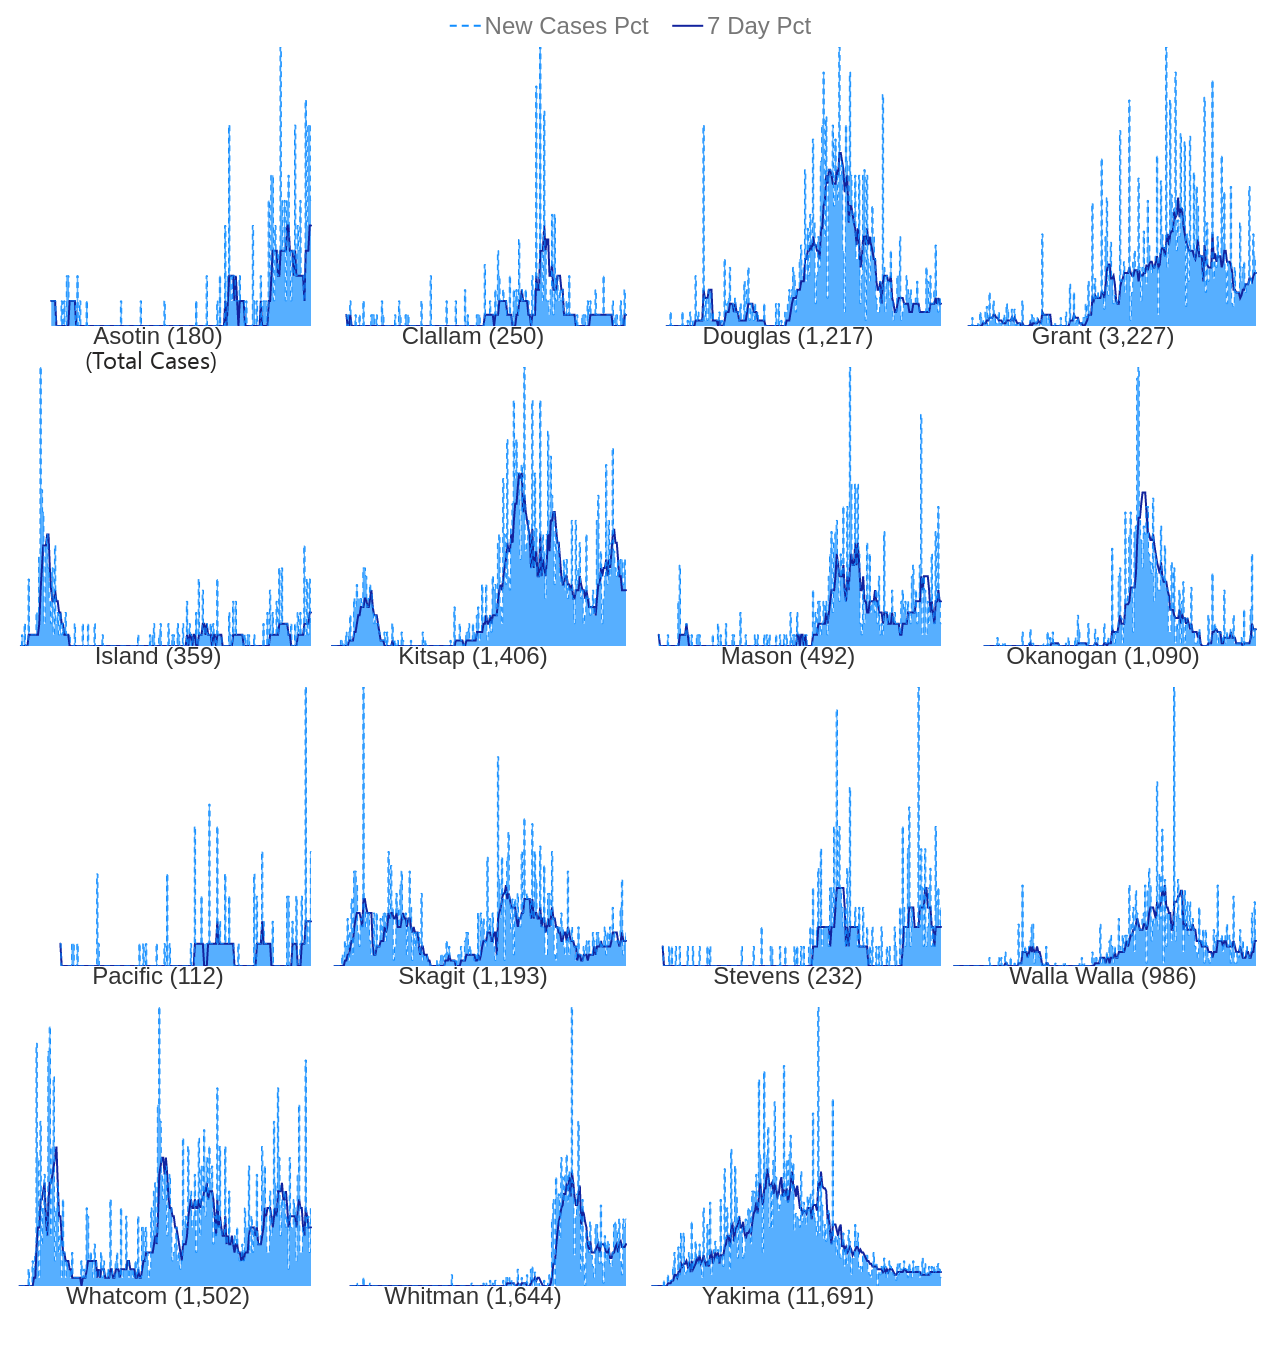 New Cases Pct 7 Day Pct
Asotin (180) Clallam (250) Douglas (1,217) Grant (3,227)
(Total Cases)
Island (359) Kitsap (1,406) Mason (492) Okanogan (1,090)
Pacific (112) Skagit (1,193) Stevens (232) Walla Walla (986)
Whatcom (1,502) Whitman (1,644) Yakima (11,691)